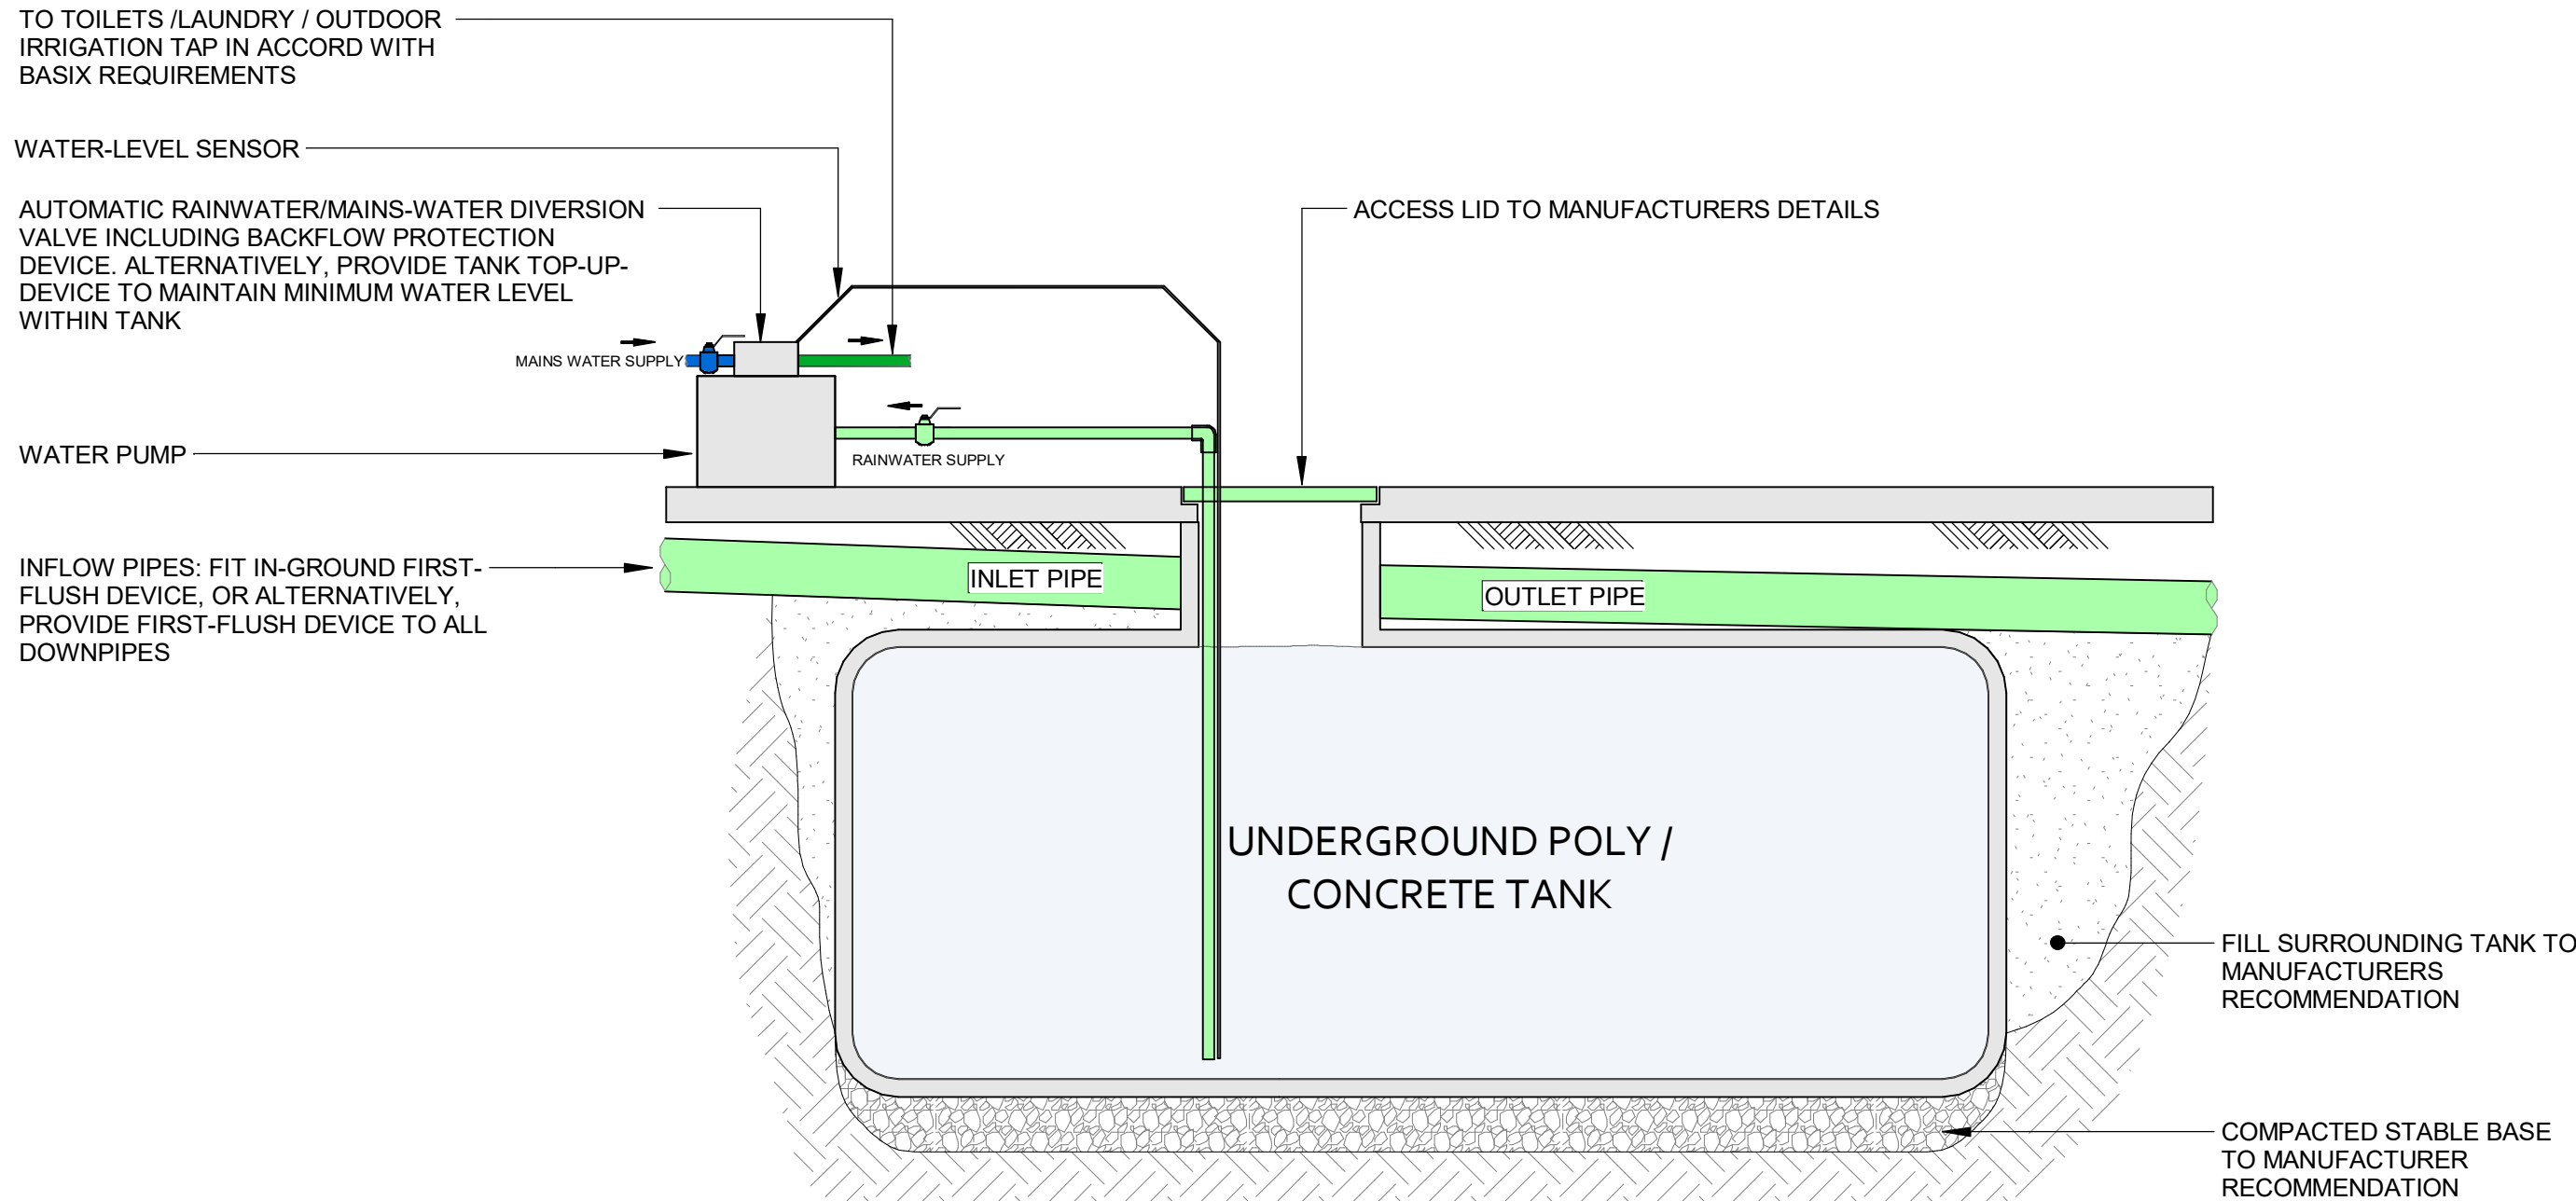 TO TOILETS /LAUNDRY / OUTDOOR
IRRIGATION TAP IN ACCORD WITH
BASIX REQUIREMENTS
WATER-LEVEL SENSOR
AUTOMATIC RAINWATER/MAINS-WATER DIVERSION
VALVE INCLUDING BACKFLOW PROTECTION
DEVICE. ALTERNATIVELY, PROVIDE TANK TOP-UP-
DEVICE TO MAINTAIN MINIMUM WATER LEVEL
WITHIN TANK
ACCESS LID TO MANUFACTURERS DETAILS
MAINS WATER SUPPLY
WATER PUMP
RAINWATER SUPPLY
INFLOW PIPES: FIT IN-GROUND FIRST-
FLUSH DEVICE, OR ALTERNATIVELY,
PROVIDE FIRST-FLUSH DEVICE TO ALL
DOWNPIPES
INLET PIPE
OUTLET PIPE
UNDERGROUND POLY /
CONCRETE TANK
FILL SURROUNDING TANK TO
MANUFACTURERS
RECOMMENDATION
COMPACTED STABLE BASE
TO MANUFACTURER
RECOMMENDATION